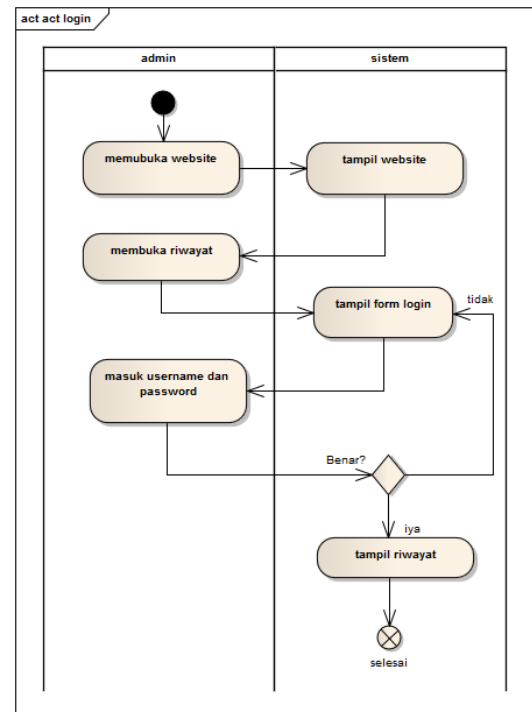 act act login
admin
sistem
memubuka website
tampil website
membuka riwayat
tampil form login
tidak
masuk username dan
password
Benar?
iya
tampil riwayat
selesai